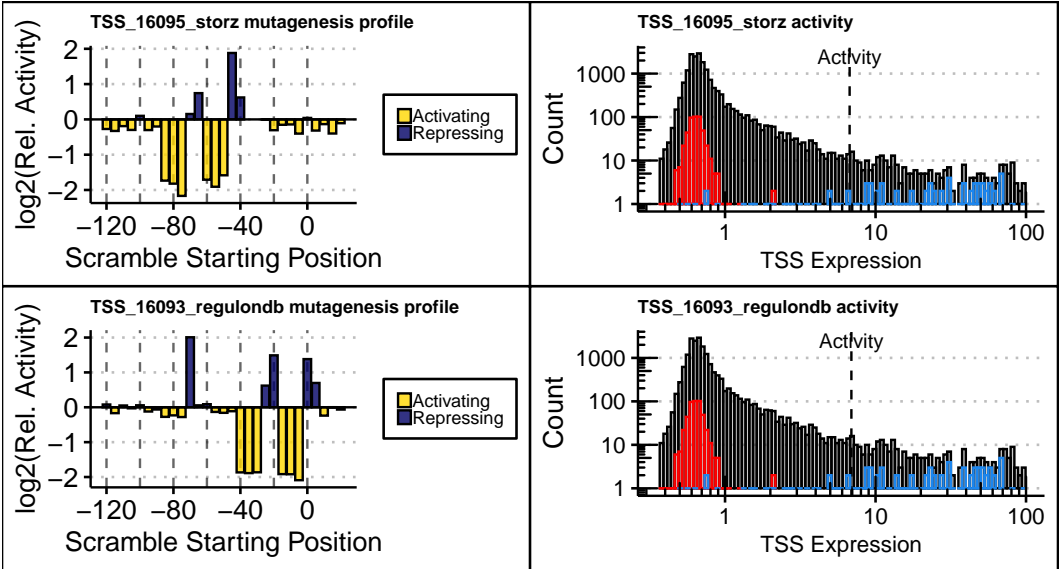 TSS_16095_storz mutagenesis profile
log2(Rel. Activity)
2
1
0
−1
−2
−120
−80
−40
0
Scramble Starting Position
Activating
Repressing
TSS_16095_storz activity
Activity
Count
1000
100
10
1
1
10
100
TSS Expression
TSS_16093_regulondb mutagenesis profile
log2(Rel. Activity)
2
1
0
−1
−2
−120
−80
−40
0
Scramble Starting Position
Activating
Repressing
TSS_16093_regulondb activity
Activity
Count
1000
100
10
1
1
10
100
TSS Expression